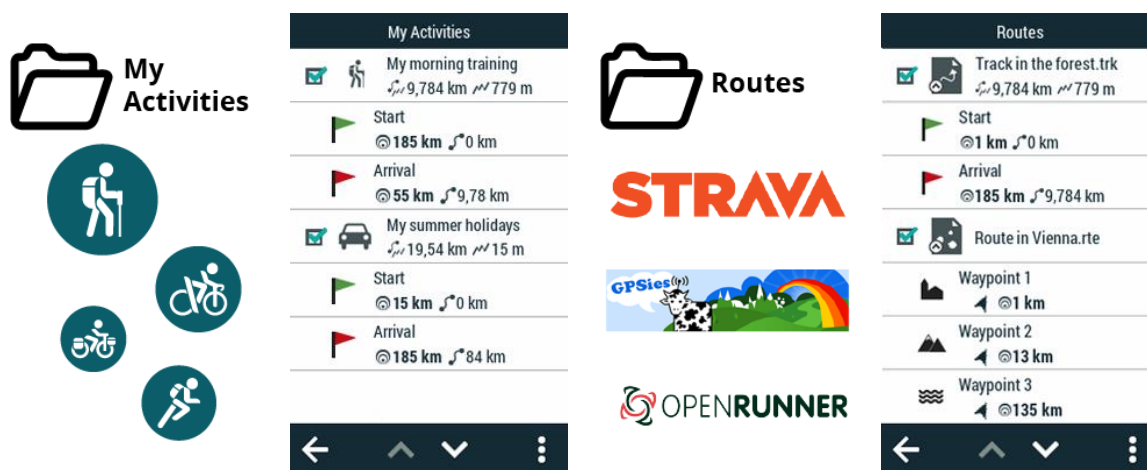 My
Activities
My Activities
My morning training
9,784 km 779 m
Start
185 km 0 km
Arrival
55 km 9,78 km
My summer holidays
19,54 km 15 m
Start
15 km 0 km
Arrival
185 km 84 km
Routes
STRAVA
GPSies
OPENRUNNER
Routes
Track in the forest.trk
9,784 km 779 m
Start
1 km 0 km
Arrival
185 km 9,784 km
Route in Vienna.rte
Waypoint 1
1 km
Waypoint 2
13 km
Waypoint 3
135 km